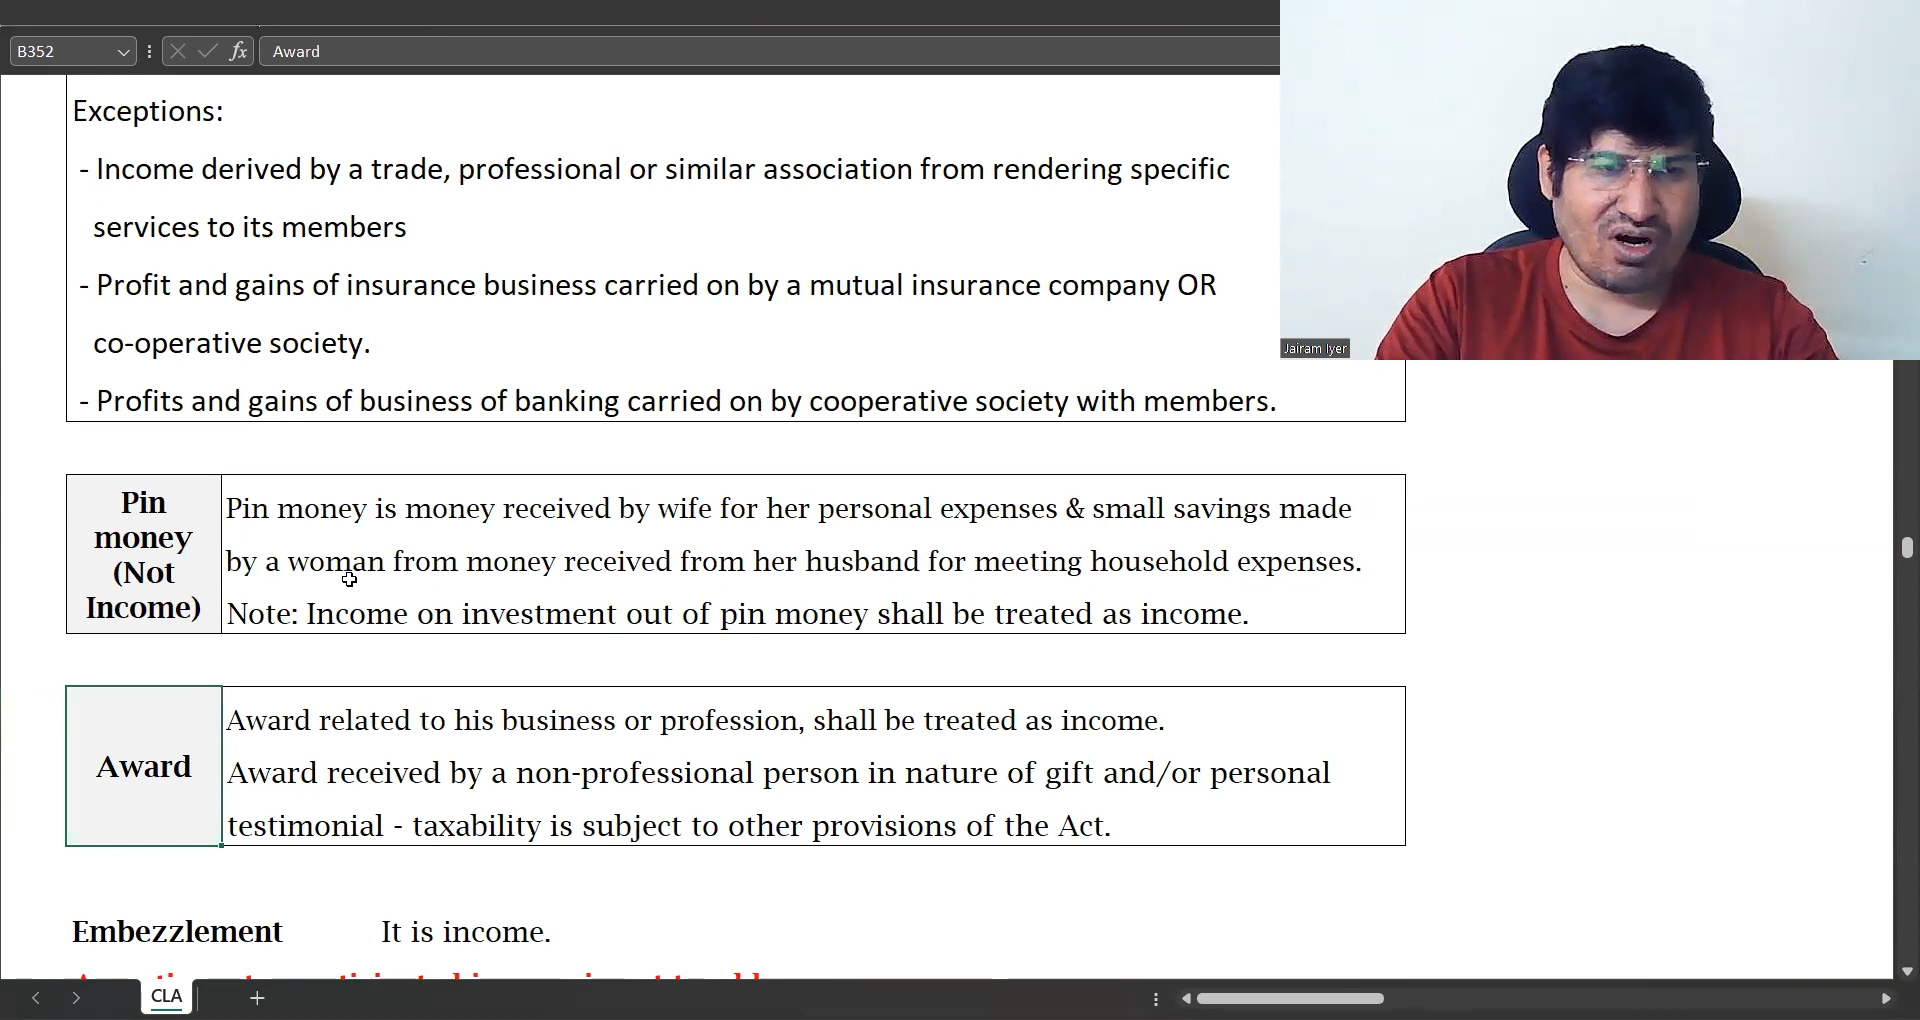 B352
fx
Award
Exceptions:
- Income derived by a trade, professional or similar association from rendering specific
services to its members
- Profit and gains of insurance business carried on by a mutual insurance company OR
co-operative society.
- Profits and gains of business of banking carried on by cooperative society with members.
Jairam Iyer
Pin
money
(Not
Income)
Pin money is money received by wife for her personal expenses & small savings made
by a woman from money received from her husband for meeting household expenses.
Note: Income on investment out of pin money shall be treated as income.
Award
Award related to his business or profession, shall be treated as income.
Award received by a non-professional person in nature of gift and/or personal
testimonial - taxability is subject to other provisions of the Act.
Embezzlement It is income.
CLA